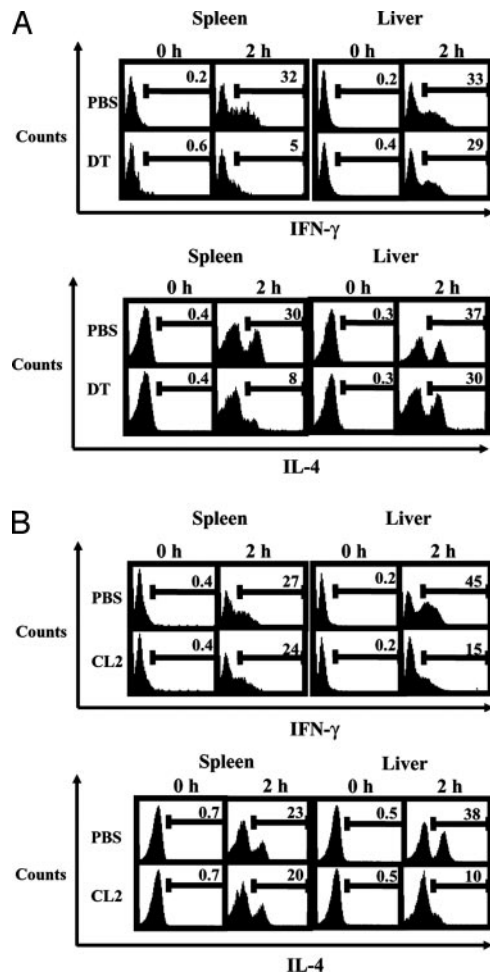 A
Spleen Liver
0 h 2 h 0 h 2 h
PBS 0.2 32 0.2 33
Counts
DT 0.6 5 0.4 29
IFN-γ
Spleen Liver
0 h 2 h 0 h 2 h
PBS 0.4 30 0.3 37
Counts
DT 0.4 8 0.3 30
IL-4
B
Spleen Liver
0 h 2 h 0 h 2 h
PBS 0.4 27 0.2 45
Counts
CL2 0.4 24 0.2 15
IFN-γ
Spleen Liver
0 h 2 h 0 h 2 h
PBS 0.7 23 0.5 38
Counts
CL2 0.7 20 0.5 10
IL-4